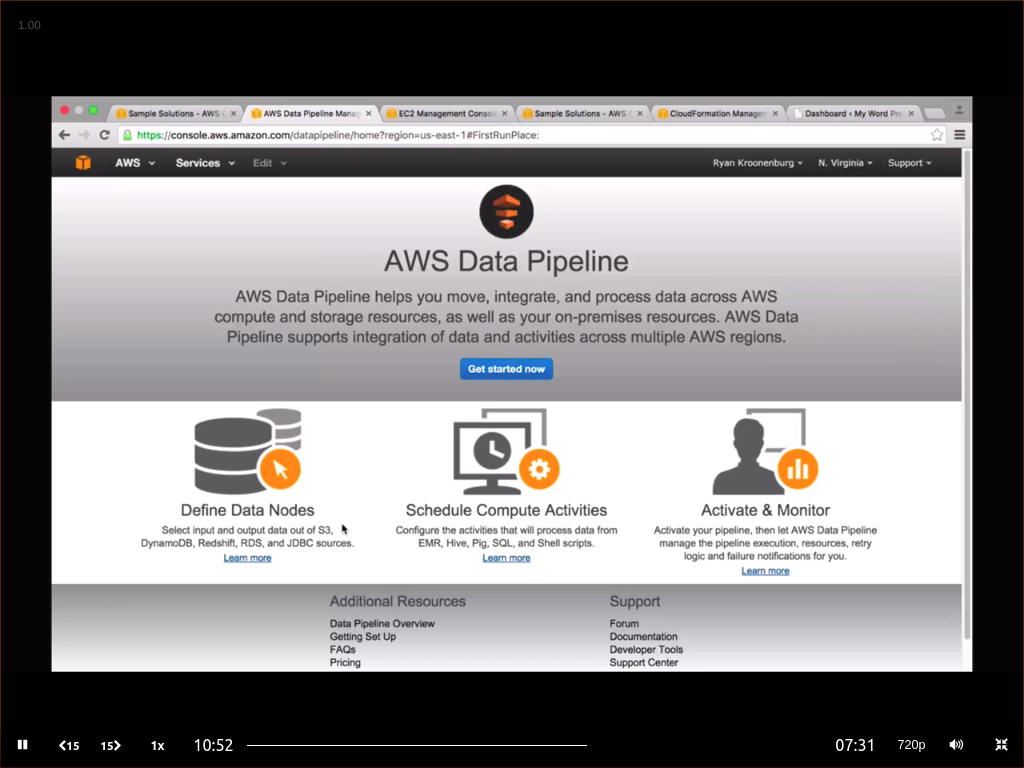 1.00
Sample Solutions - AWS
AWS Data Pipeline Manag
EC2 Management Consol
Sample Solutions - AWS
CloudFormation Manage
Dashboard ‹ My Word Pre
https://console.aws.amazon.com/datapipeline/home?region=us-east-1#FirstRunPlace:
AWS Services Edit Ryan Kroonenburg N. Virginia Support
AWS Data Pipeline
AWS Data Pipeline helps you move, integrate, and process data across AWS
compute and storage resources, as well as your on-premises resources. AWS Data
Pipeline supports integration of data and activities across multiple AWS regions.
Get started now
Define Data Nodes
Select input and output data out of S3,
DynamoDB, Redshift, RDS, and JDBC sources.
Learn more
Schedule Compute Activities
Configure the activities that will process data from
EMR, Hive, Pig, SQL, and Shell scripts.
Learn more
Activate & Monitor
Activate your pipeline, then let AWS Data Pipeline
manage the pipeline execution, resources, retry
logic and failure notifications for you.
Learn more
Additional Resources
Data Pipeline Overview
Getting Set Up
FAQs
Pricing
Support
Forum
Documentation
Developer Tools
Support Center
15 15 1x 10:52 07:31 720p